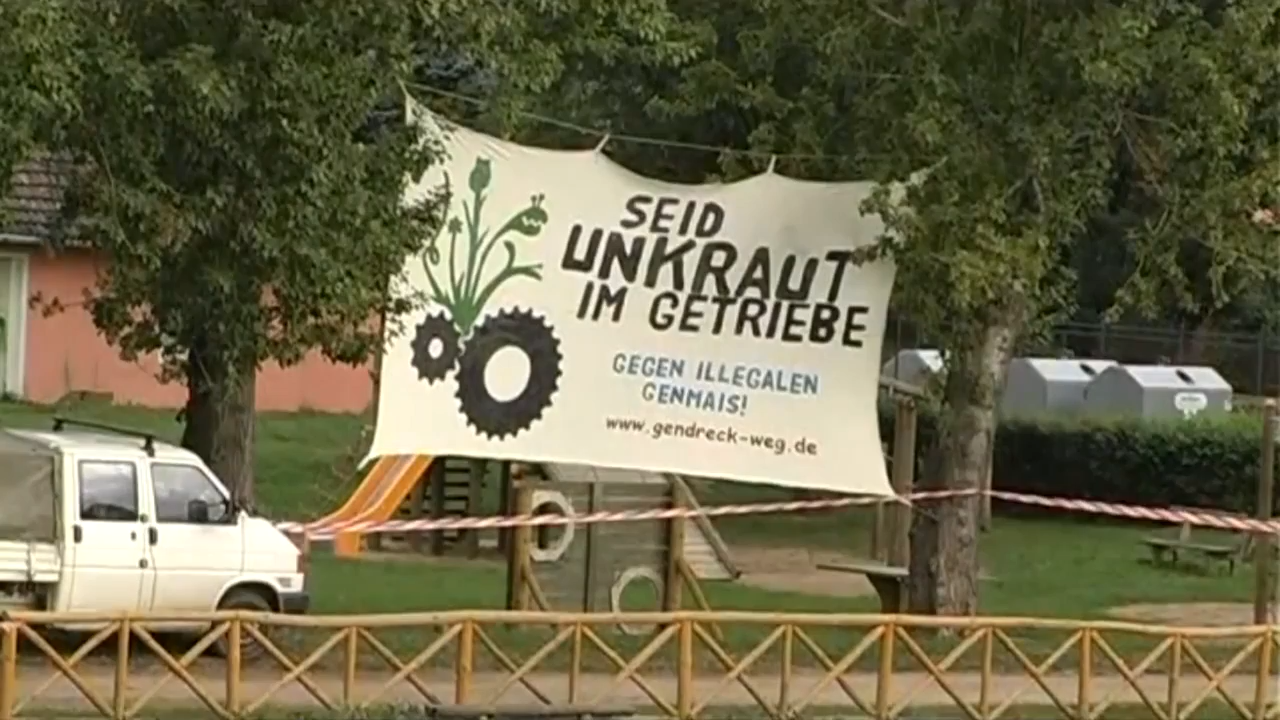 SEID
UNKRAUT
IM GETRIEBE
GEGEN ILLEGALEN
GENMAIS!
www.gendreck-weg.de